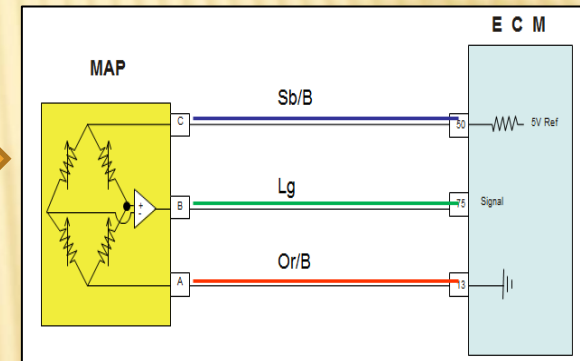 E C M
MAP
Sb/B
C
50
5V Ref
Lg
+
-
B
75
Signal
Or/B
A
13